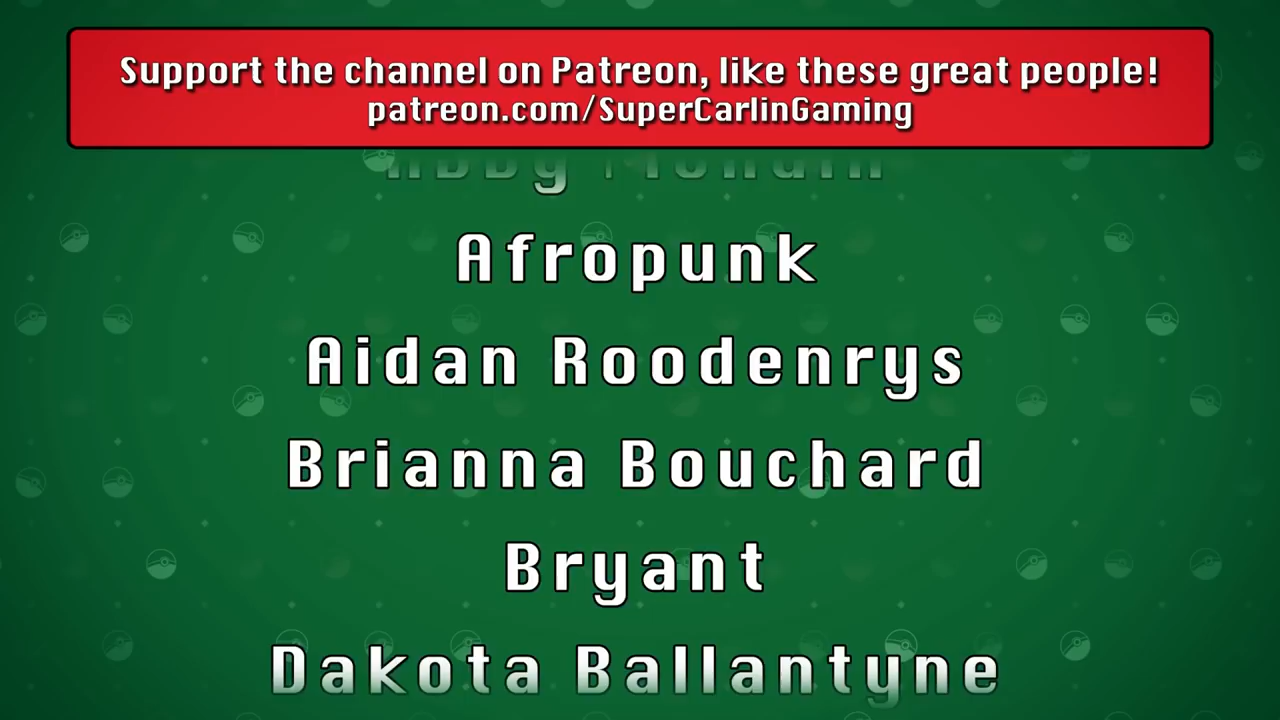 Support the channel on Patreon, like these great people!
patreon.com/SuperCarlinGaming
Afropunk
Aidan Roodenrys
Brianna Bouchard
Bryant
Dakota Ballantyne